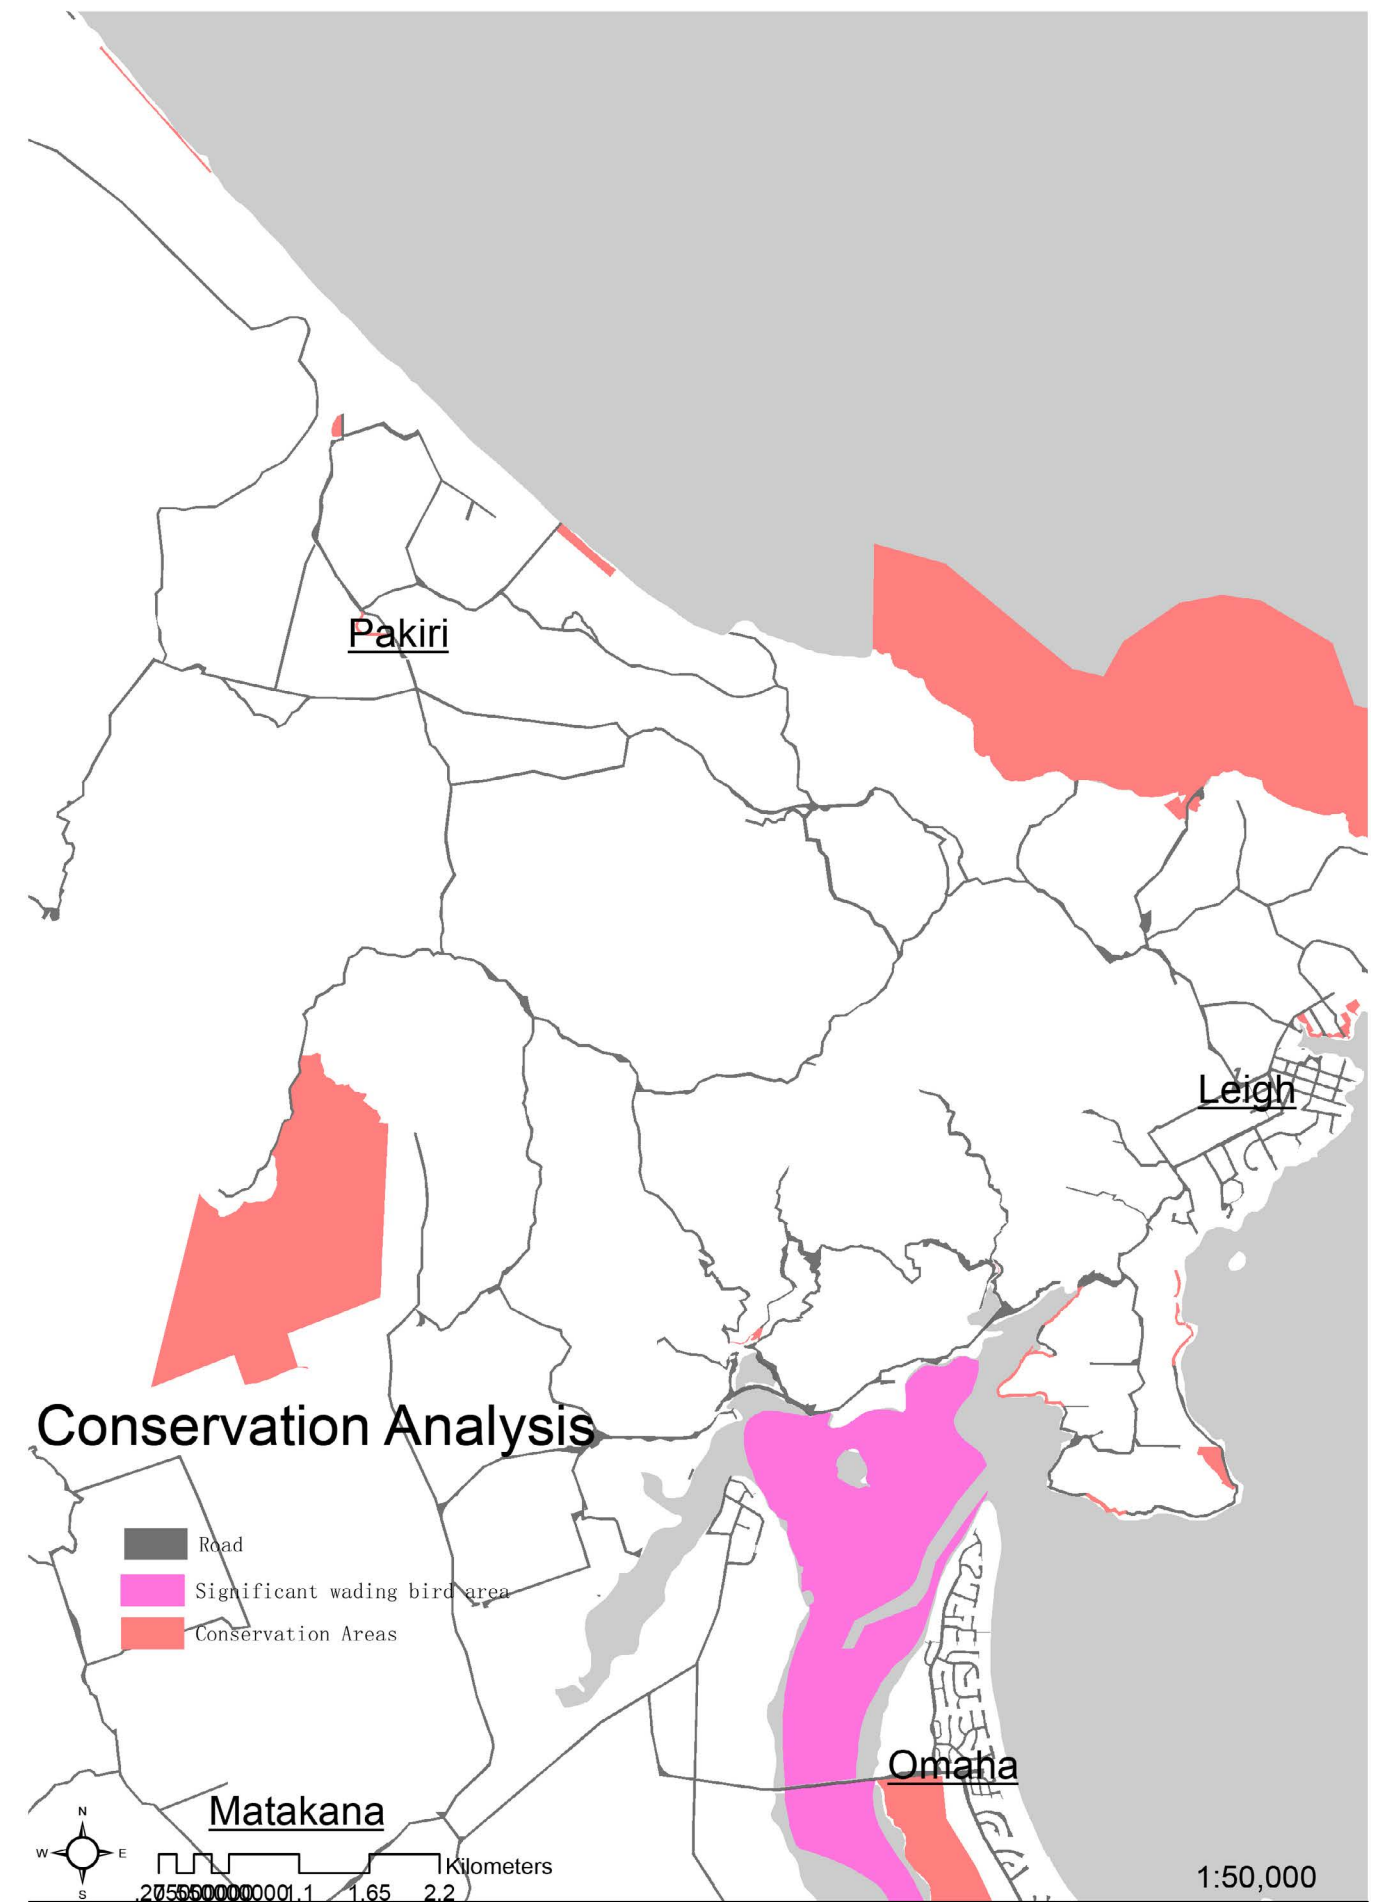 Pakiri
Leigh
Conservation Analysis
Road
Significant wading bird area
Conservation Areas
Omaha
Matakana
N
W E
S
Kilometers
1.1 1.65 2.2
1:50,000